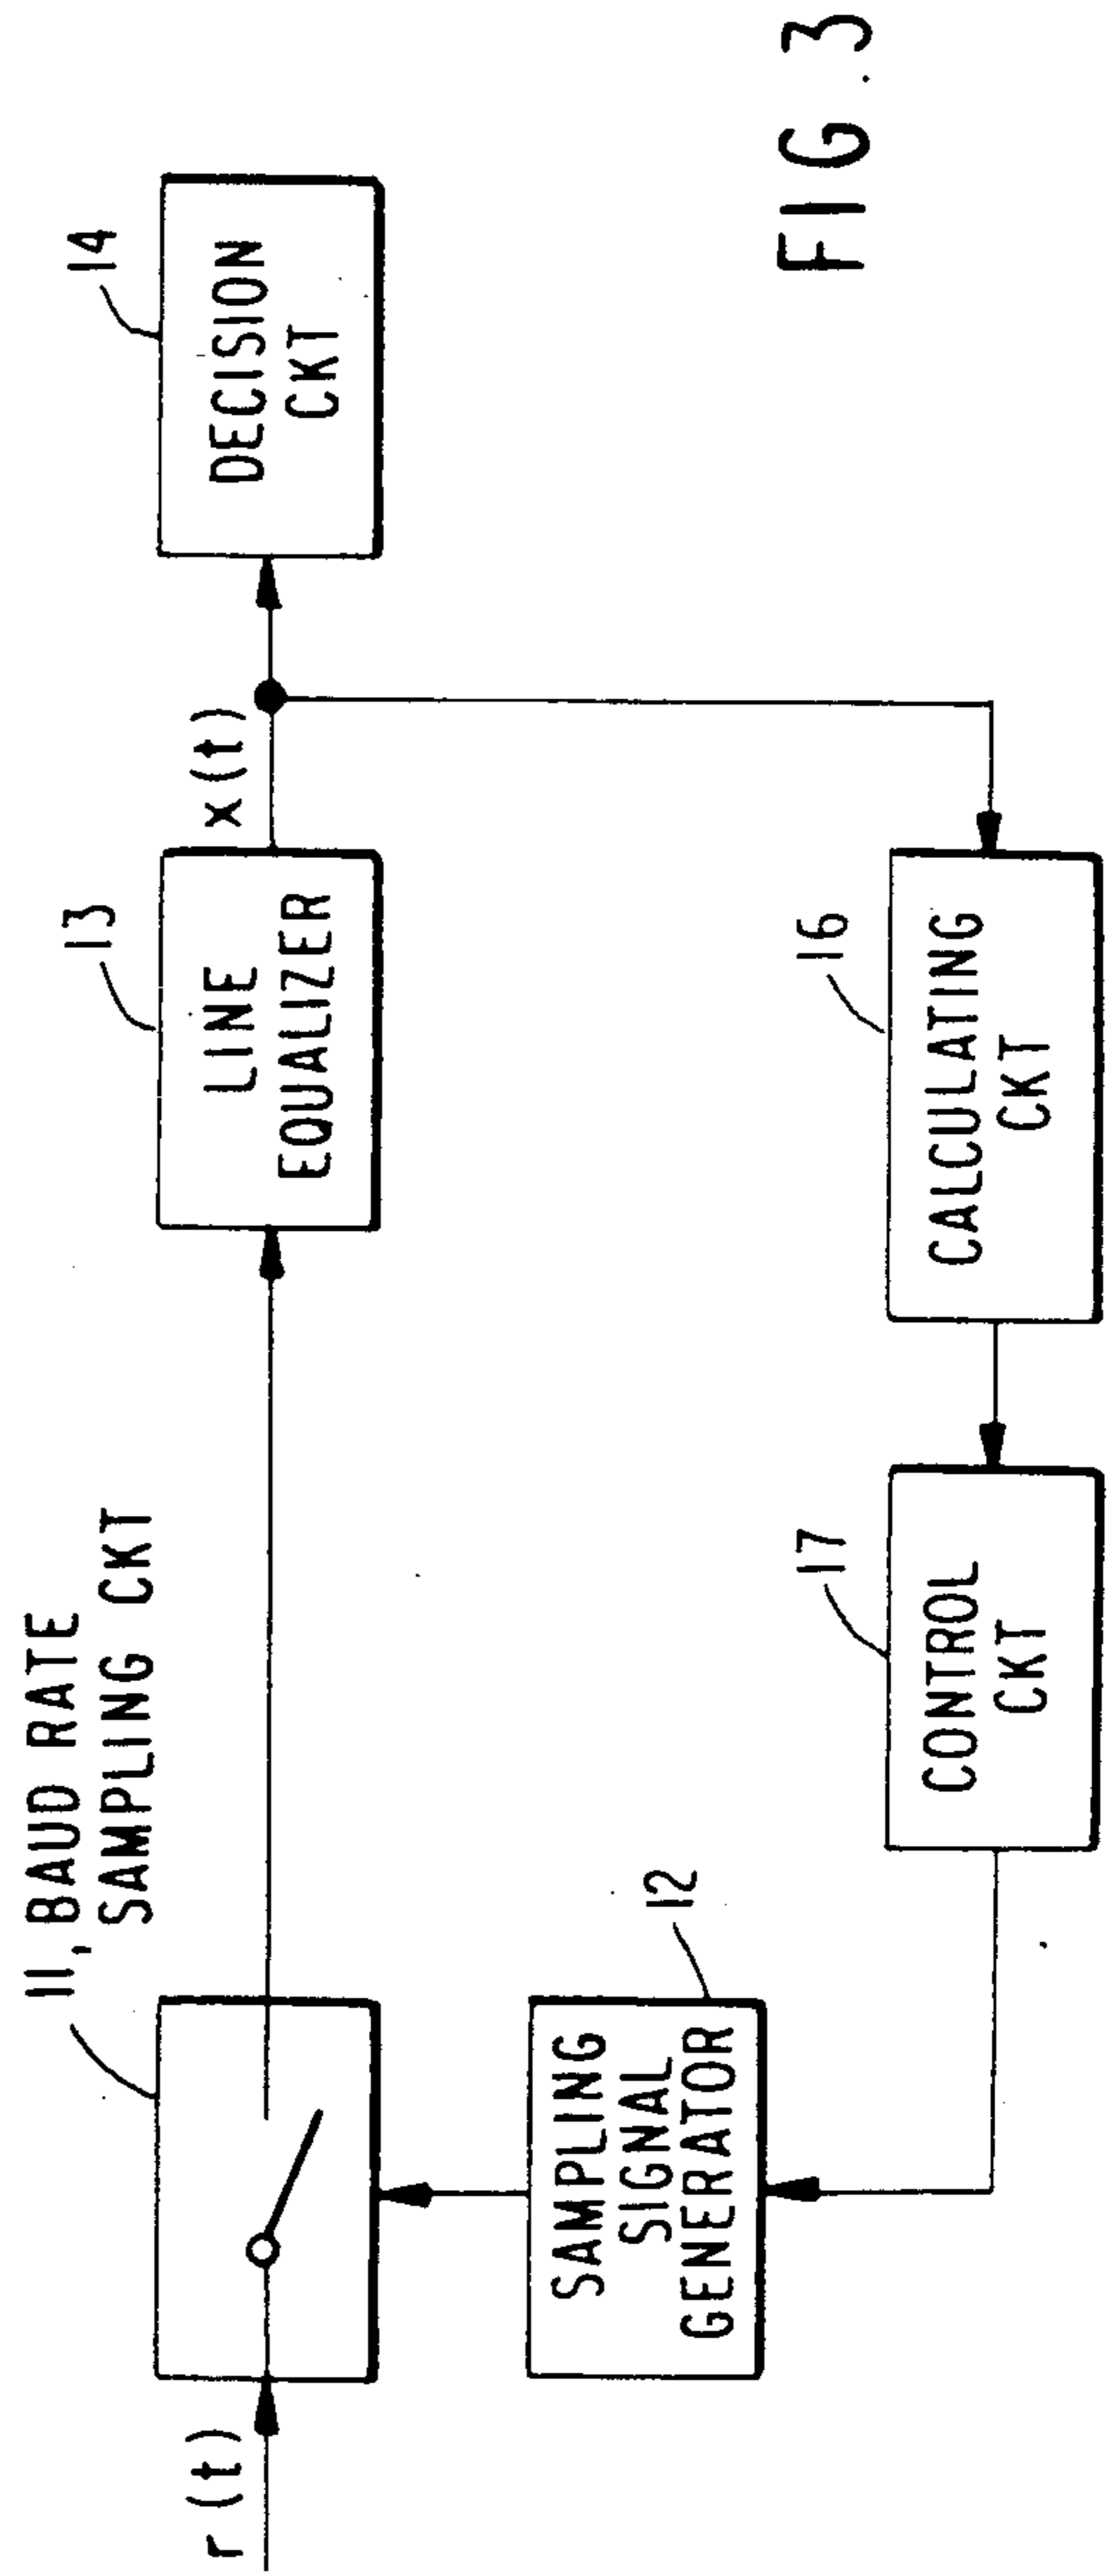 11, BAUD RATE
SAMPLING CKT
r(t)
13
LINE
EQUALIZER
x(t)
14
DECISION
CKT
12
SAMPLING
SIGNAL
GENERATOR
17
CONTROL
CKT
16
CALCULATING
CKT
FIG.3